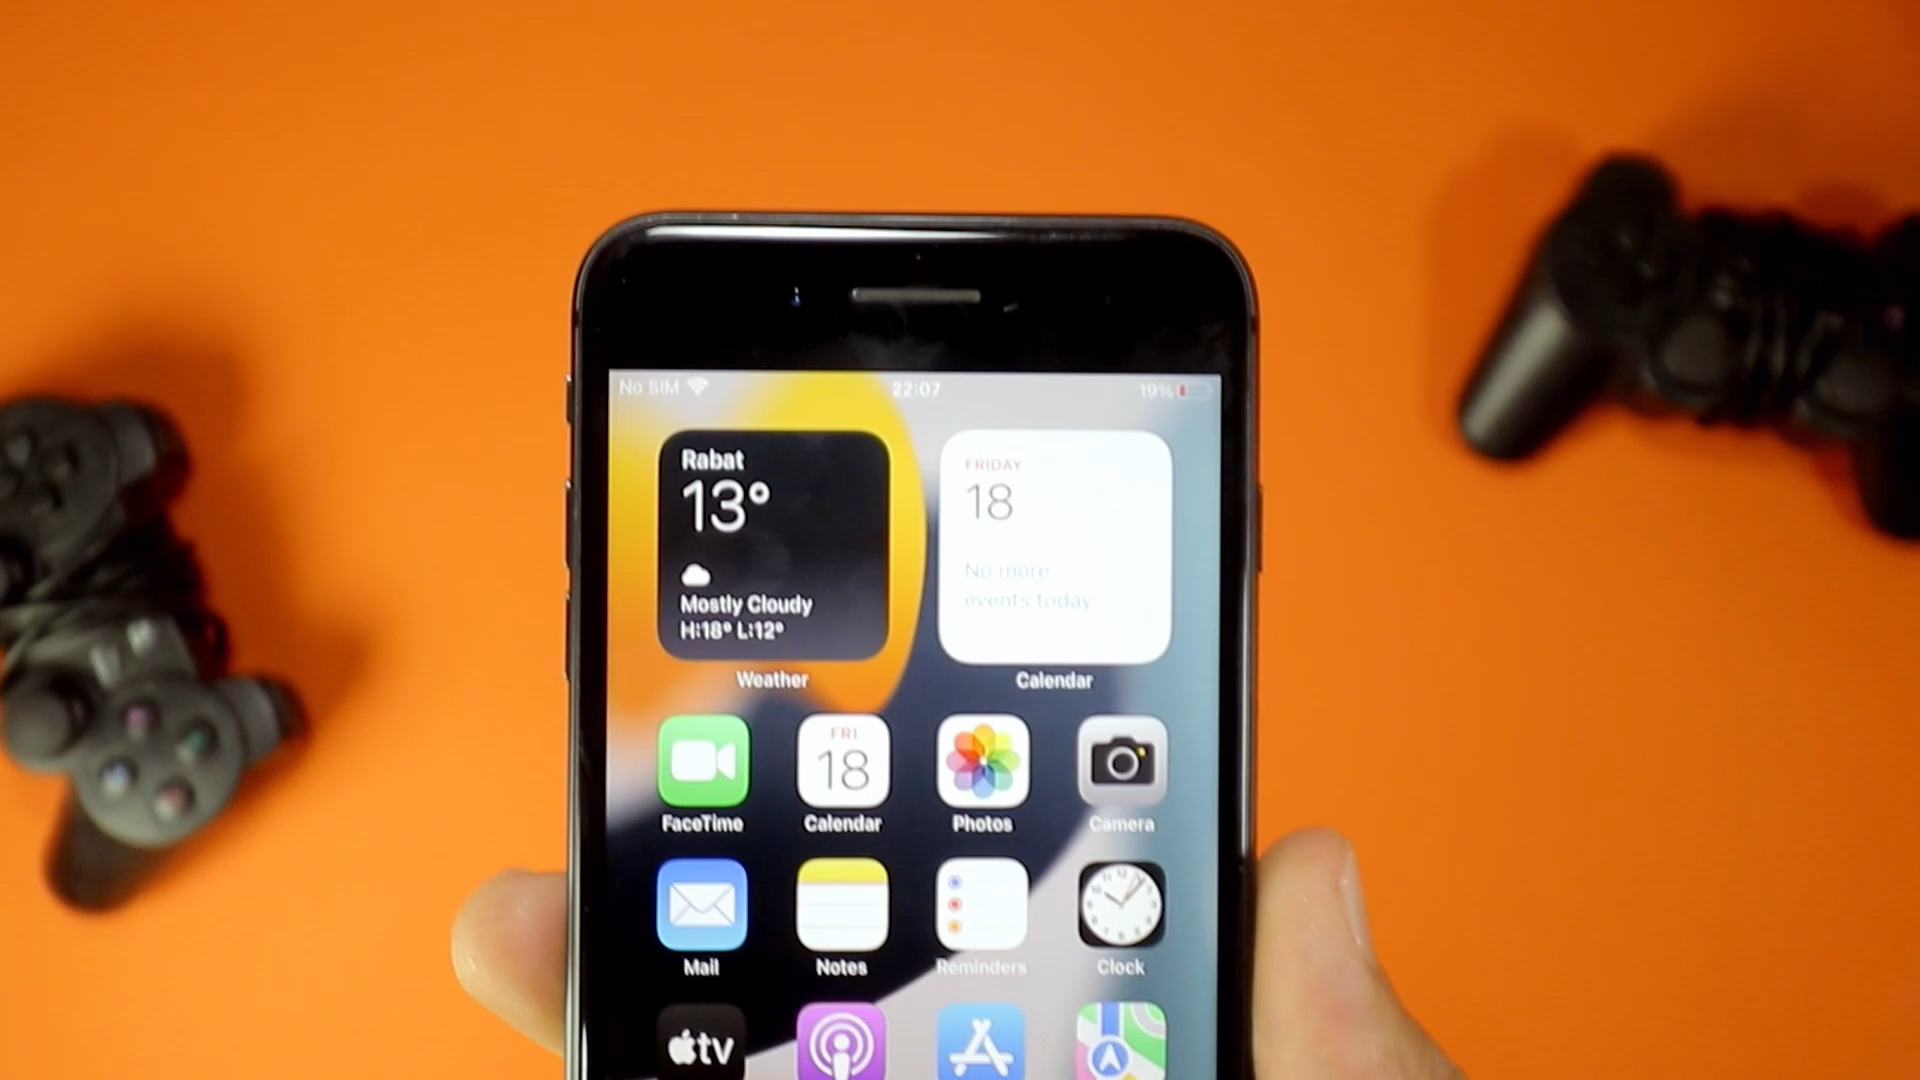 No SIM 22:07 19%
Rabat
13°
Mostly Cloudy
H:18° L:12°
Weather
FRIDAY
18
No more
events today
Calendar
FRI
18
FaceTime Calendar Photos Camera
Mail Notes Reminders Clock
tv